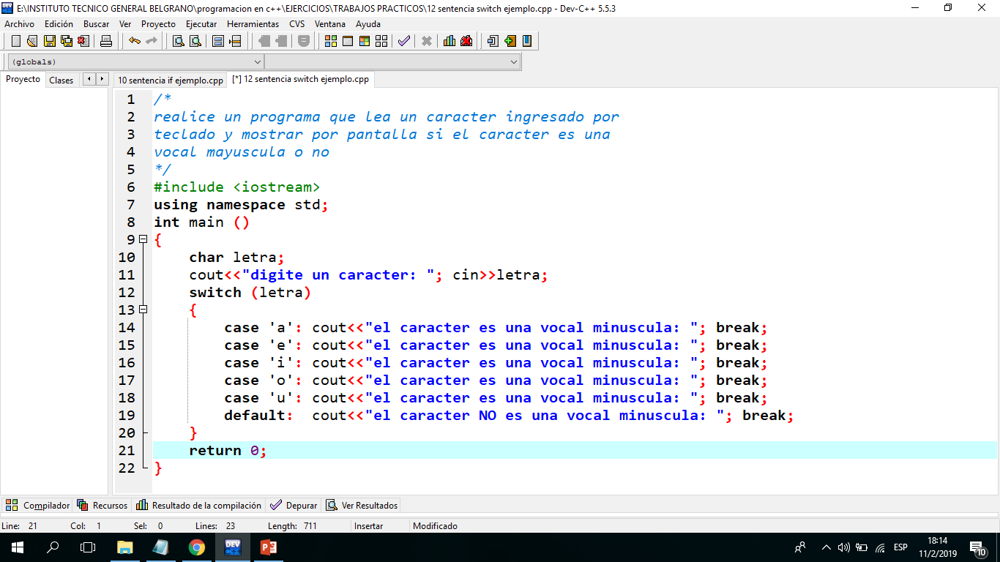 E:\INSTITUTO TECNICO GENERAL BELGRANO\programacion en c++\EJERCICIOS\TRABAJOS PRACTICOS\12 sentencia switch ejemplo.cpp - Dev-C++ 5.5.3
Archivo Edición Buscar Ver Proyecto Ejecutar Herramientas CVS Ventana Ayuda
(globals)
Proyecto Clases 10 sentencia if ejemplo.cpp [*] 12 sentencia switch ejemplo.cpp
1 /*
2 realice un programa que lea un caracter ingresado por
3 teclado y mostrar por pantalla si el caracter es una
4 vocal mayuscula o no
5 */
6 #include <iostream>
7 using namespace std;
8 int main ()
9 {
10 char letra;
11 cout<<"digite un caracter: "; cin>>letra;
12 switch (letra)
13 {
14 case 'a': cout<<"el caracter es una vocal minuscula: "; break;
15 case 'e': cout<<"el caracter es una vocal minuscula: "; break;
16 case 'i': cout<<"el caracter es una vocal minuscula: "; break;
17 case 'o': cout<<"el caracter es una vocal minuscula: "; break;
18 case 'u': cout<<"el caracter es una vocal minuscula: "; break;
19 default: cout<<"el caracter NO es una vocal minuscula: "; break;
20 }
21 return 0;
22 }
Compilador Recursos Resultado de la compilación Depurar Ver Resultados
Line: 21 Col: 1 Sel: 0 Lines: 23 Length: 711 Insertar Modificado
DEV ESP 18:14
11/2/2019 10